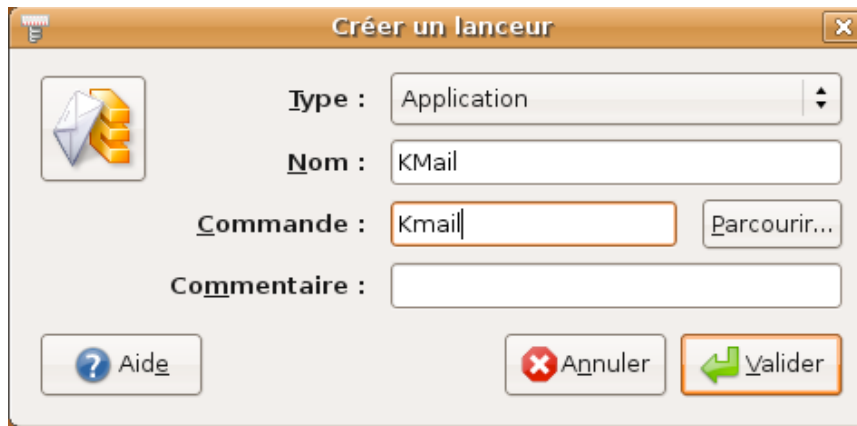 Créer un lanceur
Type : Application
Nom : KMail
Commande : Kmail Parcourir...
Commentaire :
Aide Annuler Valider